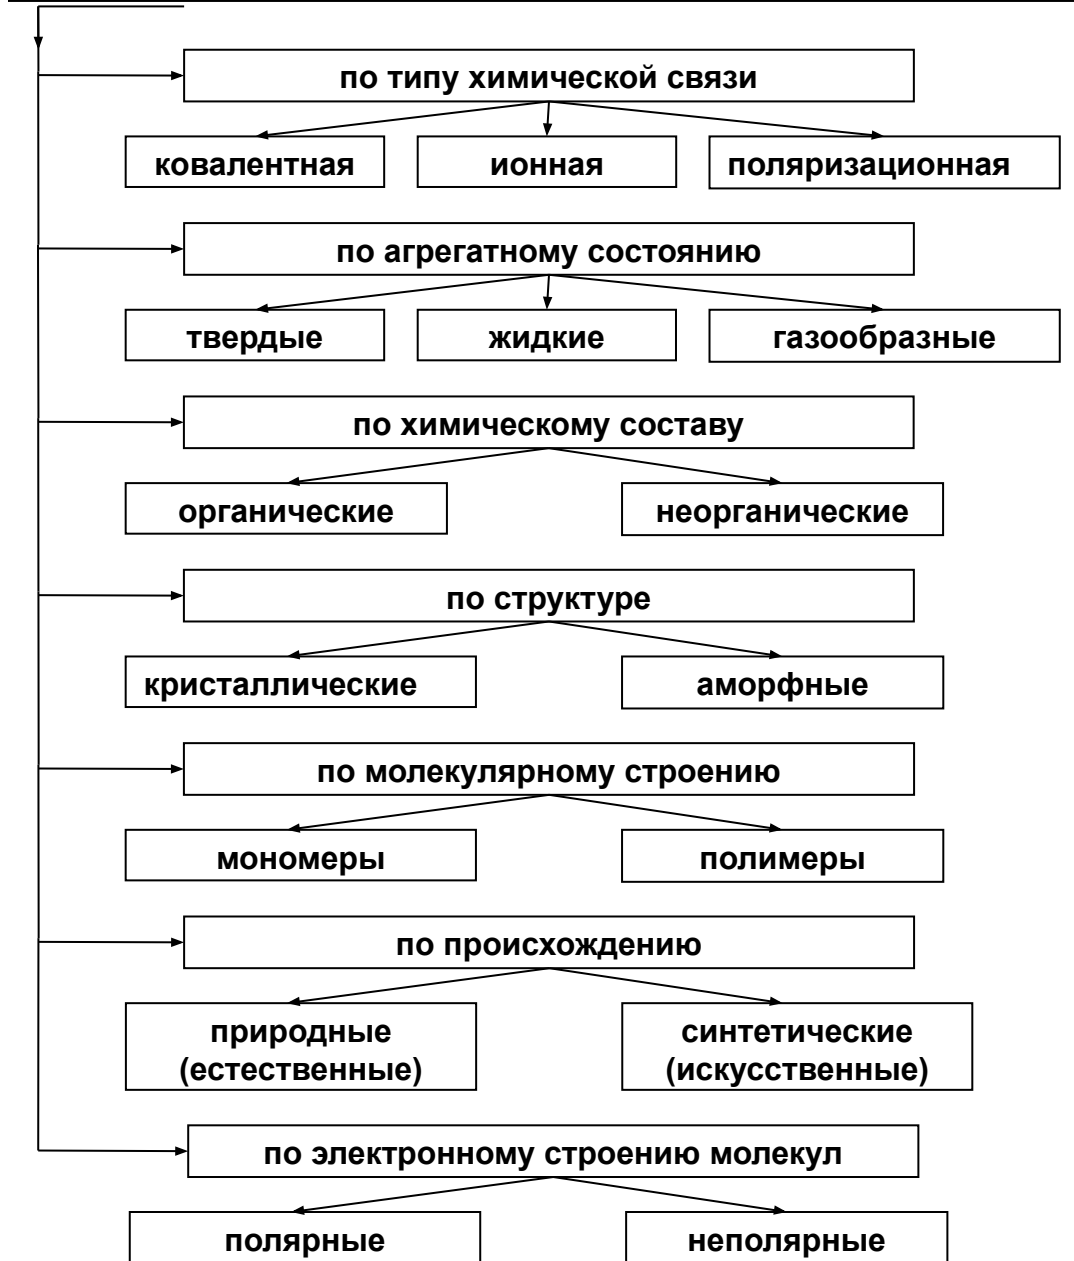 по типу химической связи
ковалентная
ионная
поляризационная
по агрегатному состоянию
твердые
жидкие
газообразные
по химическому составу
органические
неорганические
по структуре
кристаллические
аморфные
по молекулярному строению
мономеры
полимеры
по происхождению
природные
(естественные)
синтетические
(искусственные)
по электронному строению молекул
полярные
неполярные